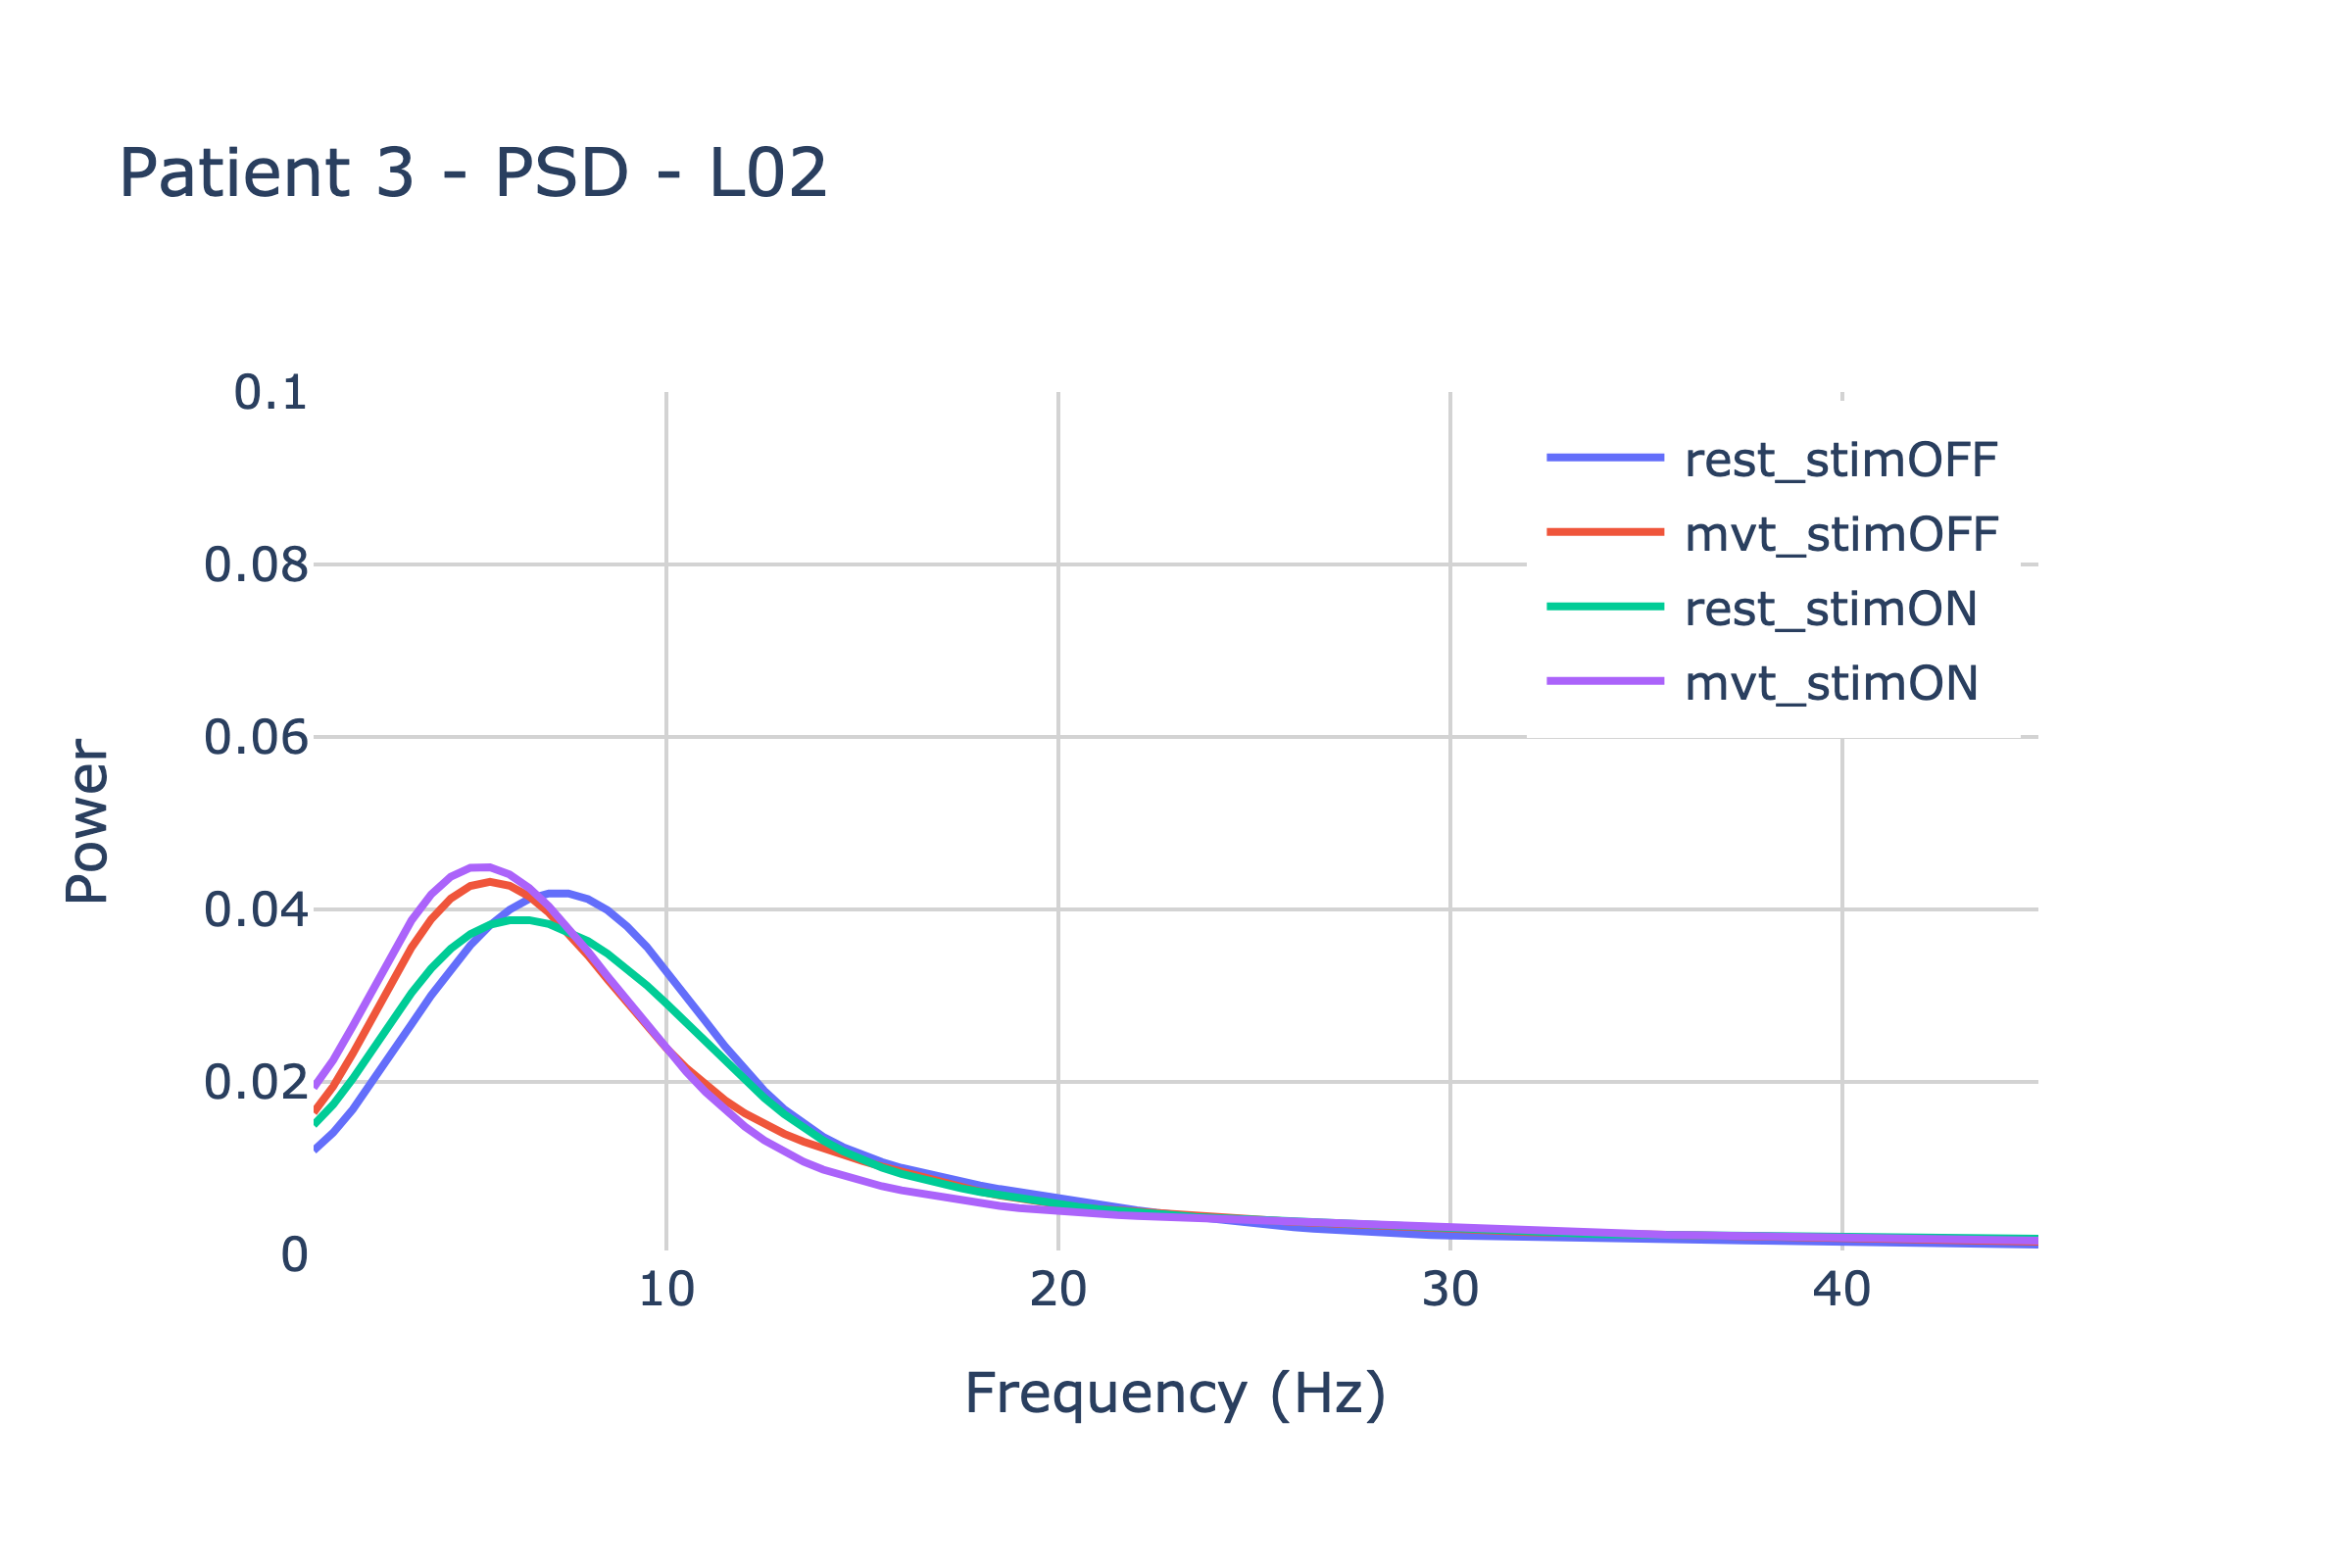 Patient 3 - PSD - L02
0.1
0.08
0.06
0.04
0.02
0
Power
rest_stimOFF
mvt_stimOFF
rest_stimON
mvt_stimON
10 20 30 40
Frequency (Hz)